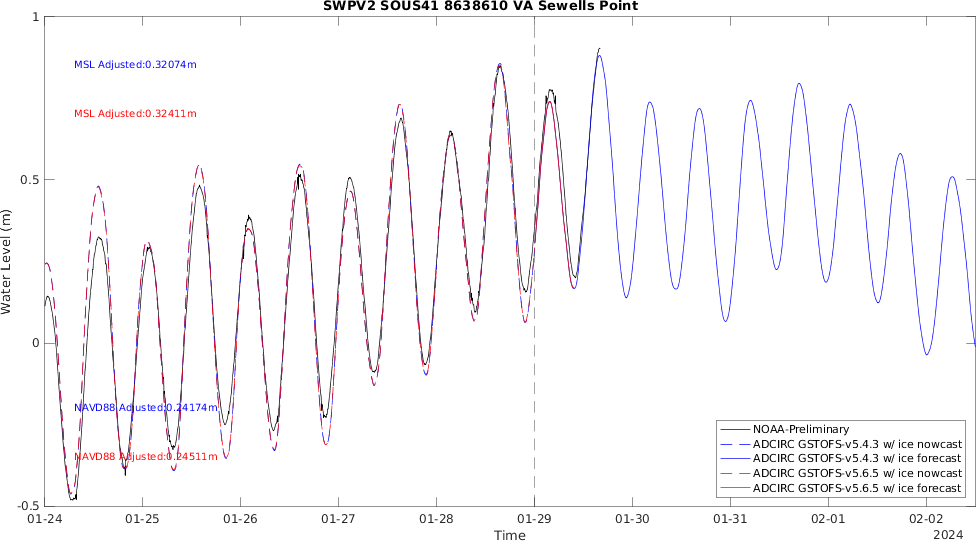 SWPV2 SOUS41 8638610 VA Sewells Point
1
MSL Adjusted:0.32074m
MSL Adjusted:0.32411m
0.5
Water Level (m)
0
NAVD88 Adjusted:0.24174m
NAVD88 Adjusted:0.24511m
-0.5
NOAA-Preliminary
ADCIRC GSTOFS-v5.4.3 w/ ice nowcast
ADCIRC GSTOFS-v5.4.3 w/ ice forecast
ADCIRC GSTOFS-v5.6.5 w/ ice nowcast
ADCIRC GSTOFS-v5.6.5 w/ ice forecast
01-24 01-25 01-26 01-27 01-28 01-29 01-30 01-31 02-01 02-02
Time
2024